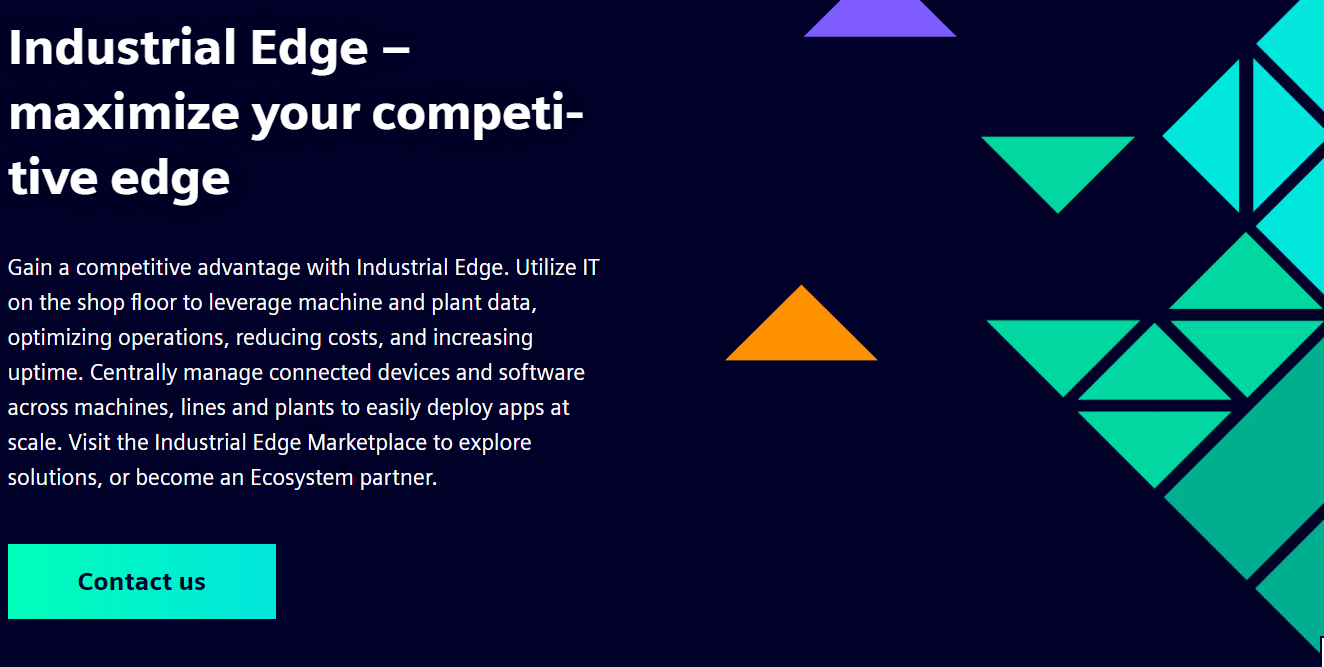 Industrial Edge –
maximize your competi-
tive edge
Gain a competitive advantage with Industrial Edge. Utilize IT
on the shop floor to leverage machine and plant data,
optimizing operations, reducing costs, and increasing
uptime. Centrally manage connected devices and software
across machines, lines and plants to easily deploy apps at
scale. Visit the Industrial Edge Marketplace to explore
solutions, or become an Ecosystem partner.
Contact us